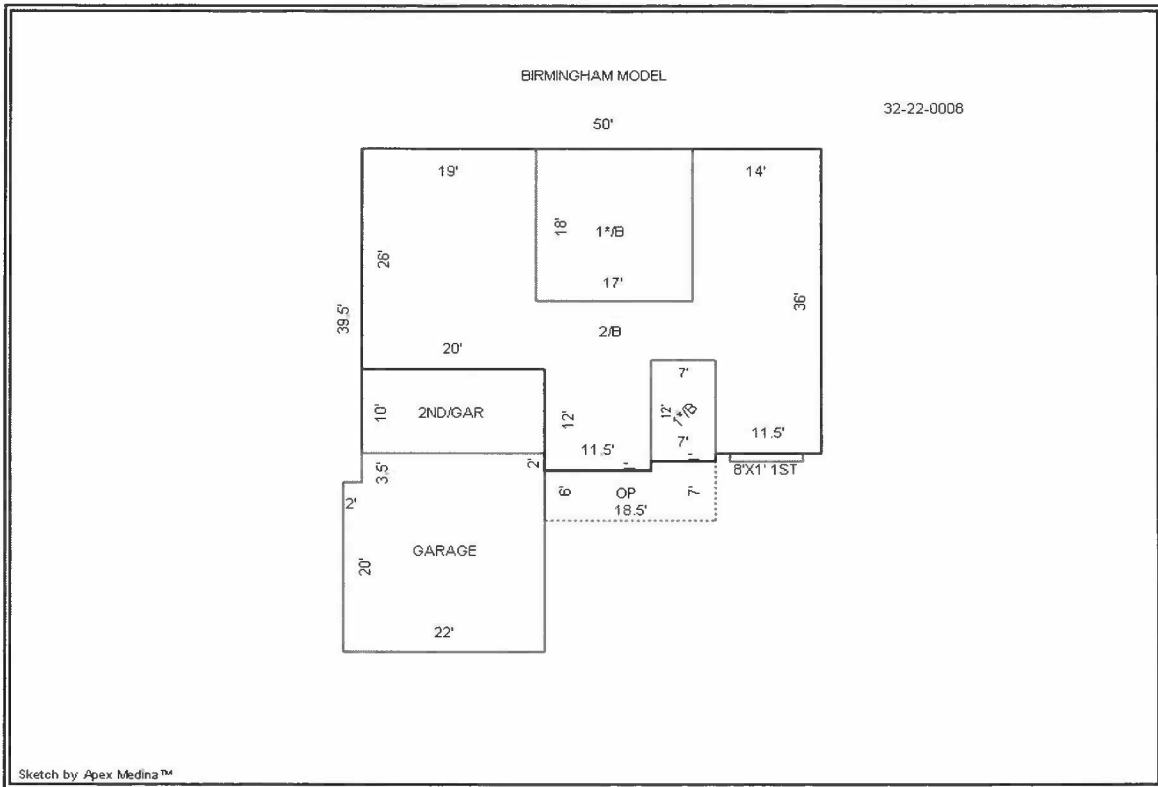 BIRMINGHAM MODEL
32-22-0008
50'
19'
14'
18'
1*/B
26'
17'
36'
39.5'
2/B
20'
7'
10'
2ND/GAR
12'
12'
1*/B
11.5'
7'
11.5'
2'
3.5'
8'X1' 1ST
6'
OP
7'
2'
18.5'
GARAGE
20'
22'
Sketch by Apex Medina™